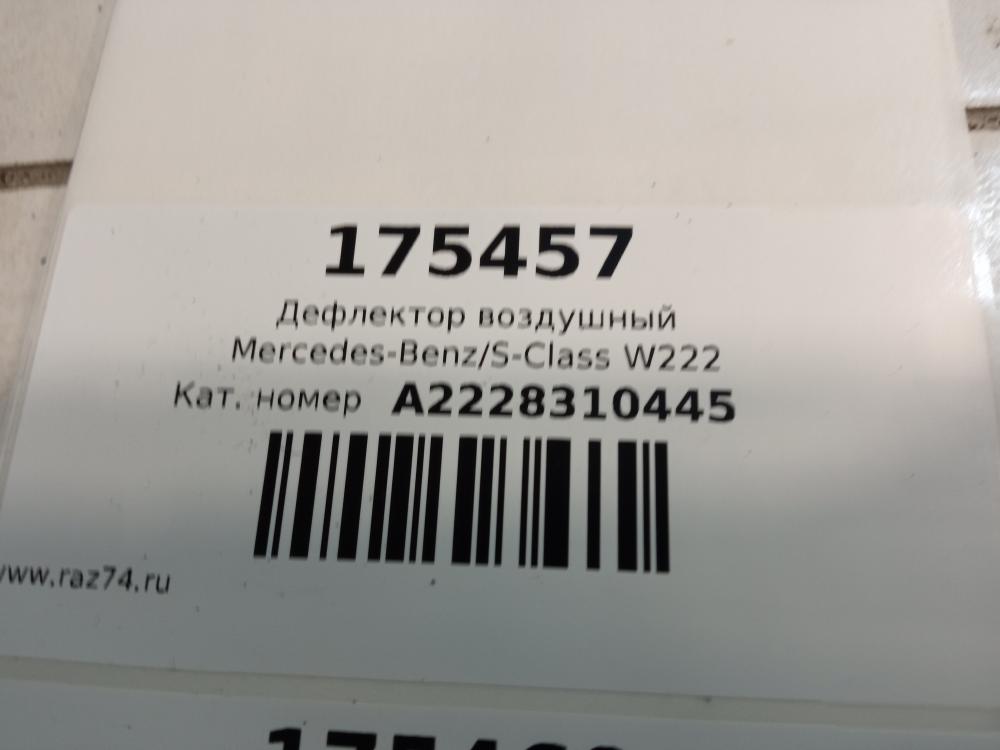 175457
Дефлектор воздушный
Mercedes-Benz/S-Class W222
Кат. номер A2228310445
www.raz74.ru